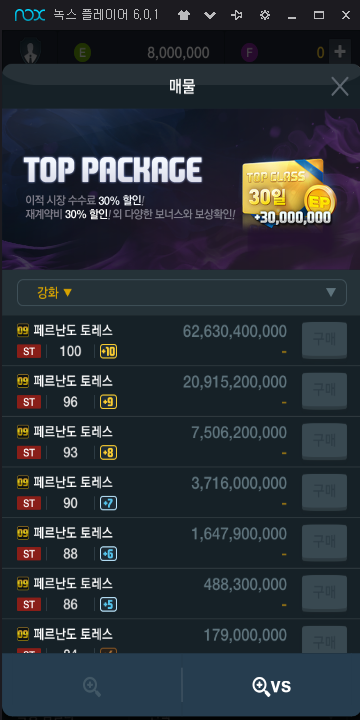 nox 녹스 플레이어 6.0.1
E 8,000,000 F 0 +
매물
TOP PACKAGE
이적 시장 수수료 30% 할인!
재계약비 30% 할인! 외 다양한 보너스와 보상확인!
TOP CLASS
30일
EP
+30,000,000
강화 ▼
09 페르난도 토레스 62,630,400,000 구매
ST 100 +10 -
09 페르난도 토레스 20,915,200,000 구매
ST 96 +9 -
09 페르난도 토레스 7,506,200,000 구매
ST 93 +8 -
09 페르난도 토레스 3,716,000,000 구매
ST 90 +7 -
09 페르난도 토레스 1,647,900,000 구매
ST 88 +6 -
09 페르난도 토레스 488,300,000 구매
ST 86 +5 -
09 페르난도 토레스 179,000,000 구매
VS